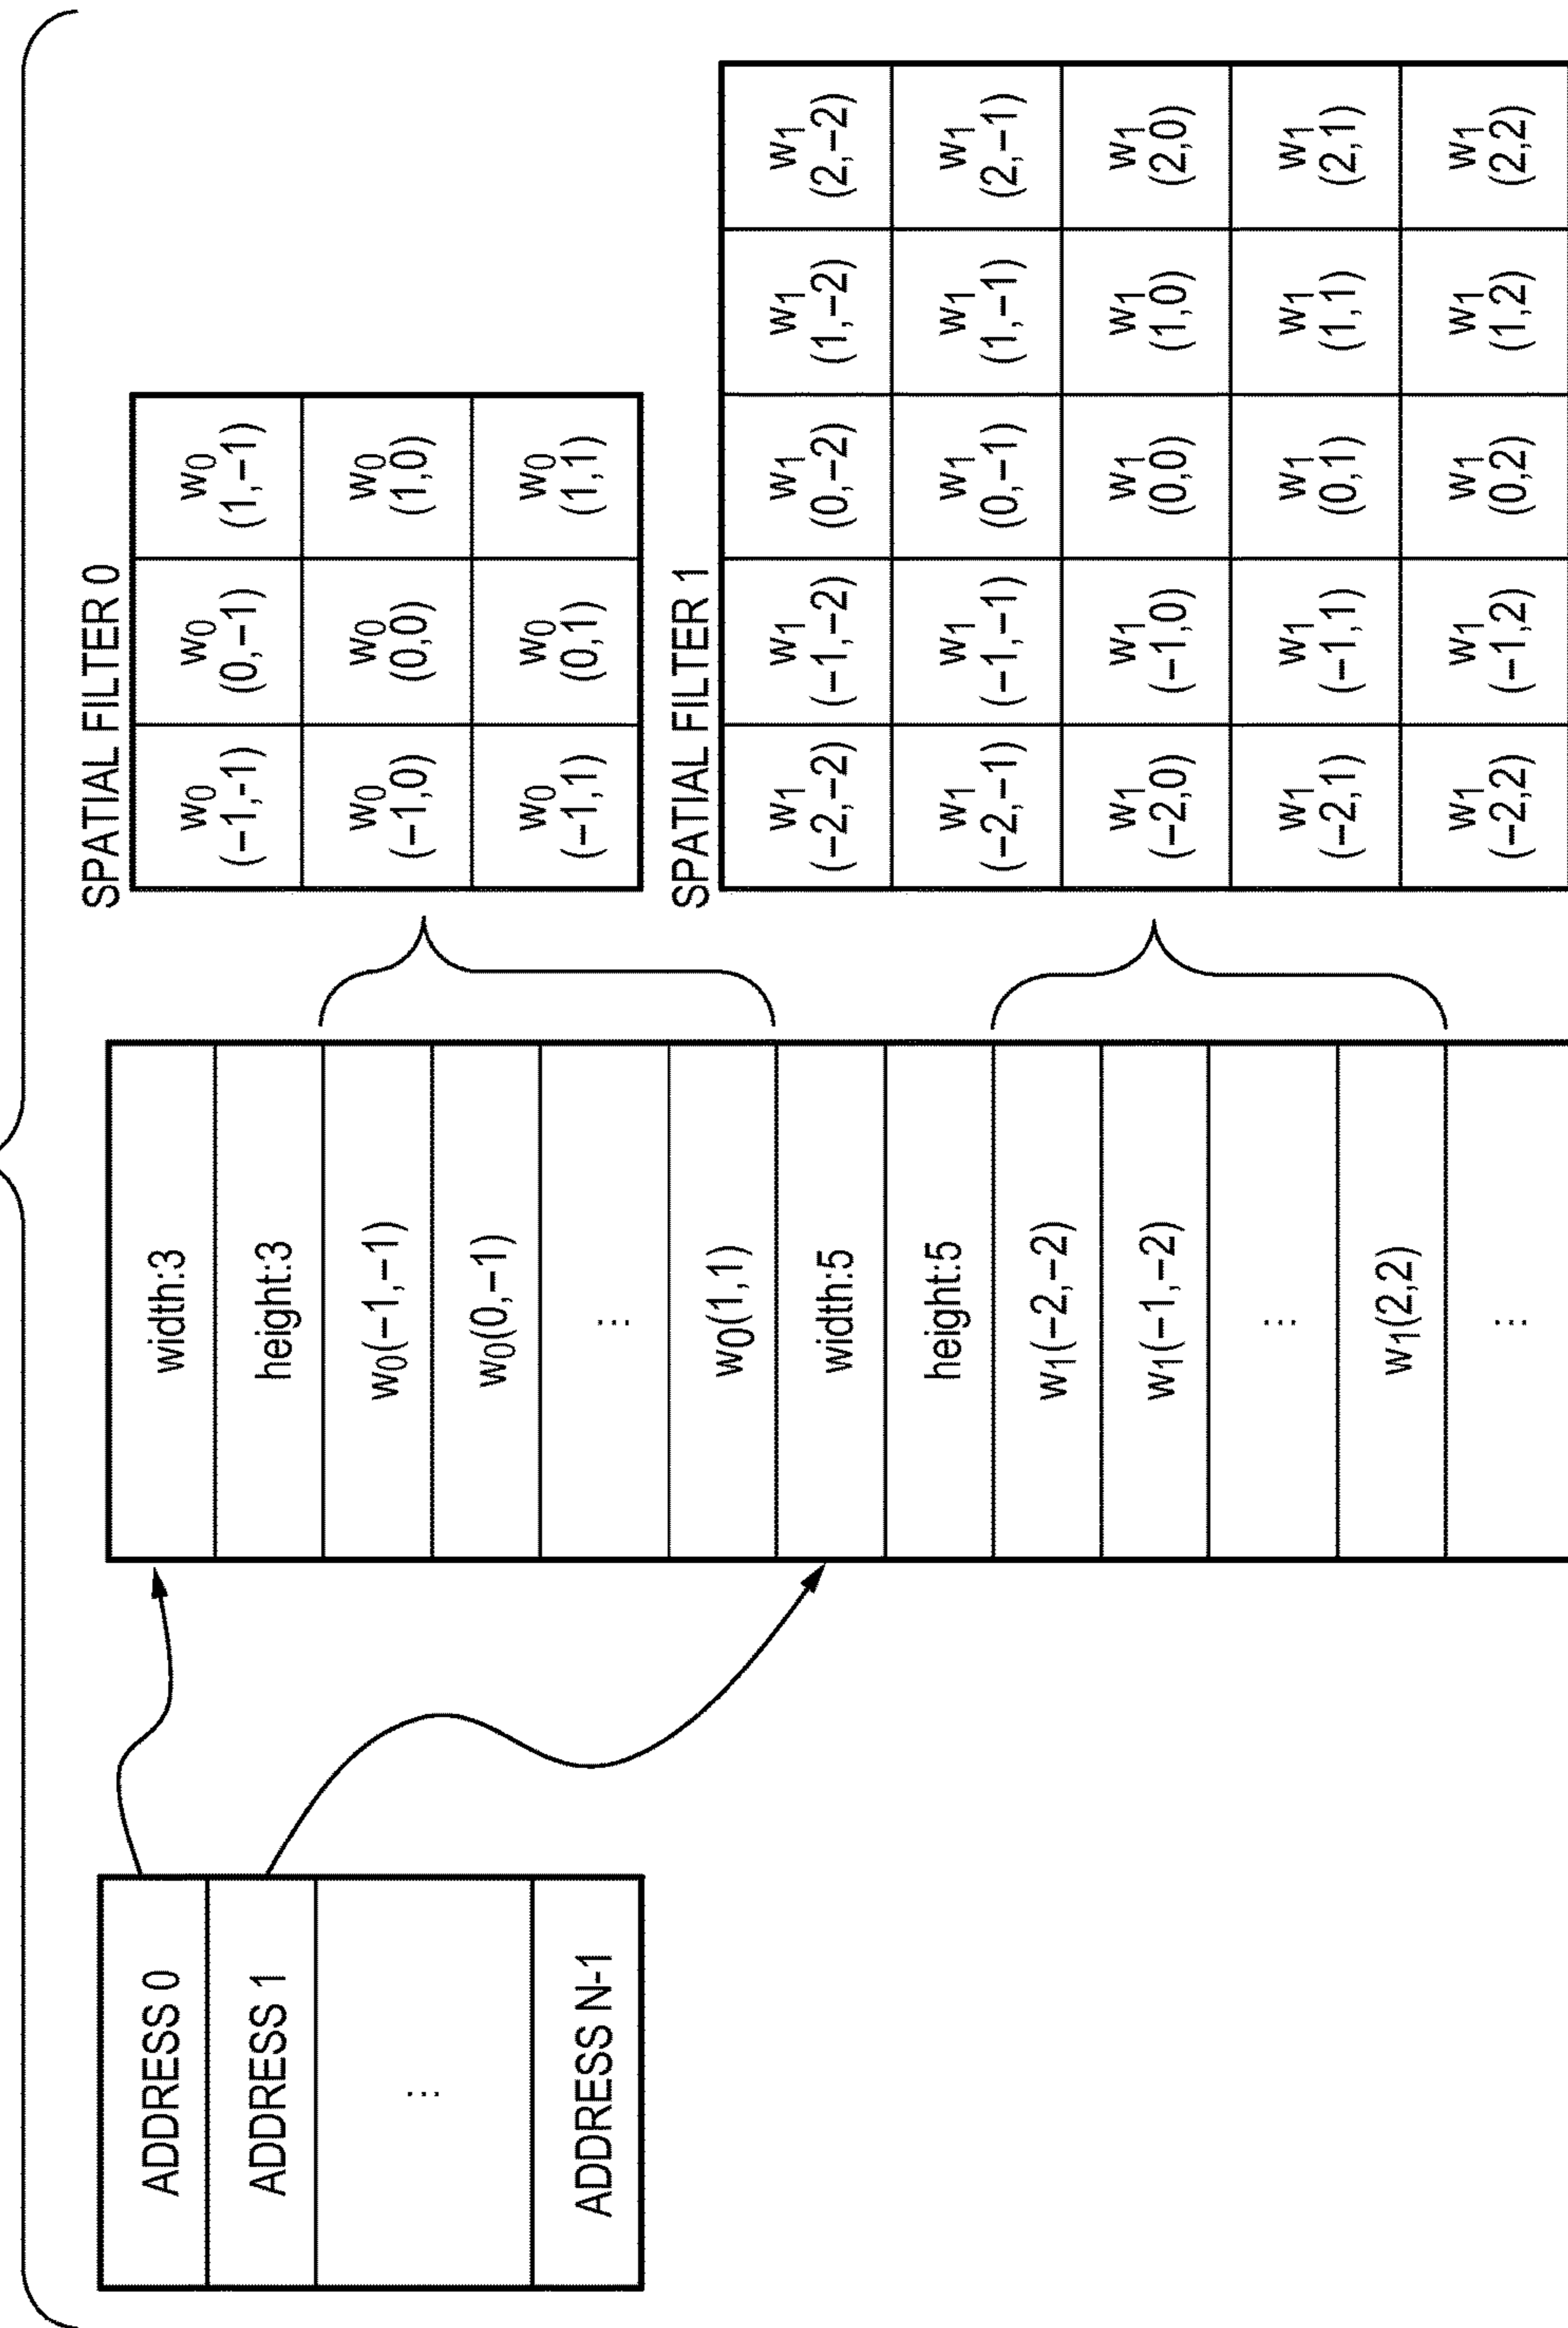 ADDRESS 0
ADDRESS 1
...
ADDRESS N-1
width:3
height:3
w0(−1,−1)
w0(0,−1)
...
w0(1,1)
width:5
height:5
w1(−2,−2)
w1(−1,−2)
...
w1(2,2)
...
SPATIAL FILTER 0
w0 w0 w0
(−1,-1) (0,−1) (1,−1)
w0 w0 w0
(−1,0) (0,0) (1,0)
w0 w0 w0
(−1,1) (0,1) (1,1)
SPATIAL FILTER 1
w1 w1 w1 w1 w1
(−2,−2) (−1,−2) (0,−2) (1,−2) (2,−2)
w1 w1 w1 w1 w1
(−2,−1) (−1,−1) (0,−1) (1,−1) (2,−1)
w1 w1 w1 w1 w1
(−2,0) (−1,0) (0,0) (1,0) (2,0)
w1 w1 w1 w1 w1
(−2,1) (−1,1) (0,1) (1,1) (2,1)
w1 w1 w1 w1 w1
(−2,2) (−1,2) (0,2) (1,2) (2,2)